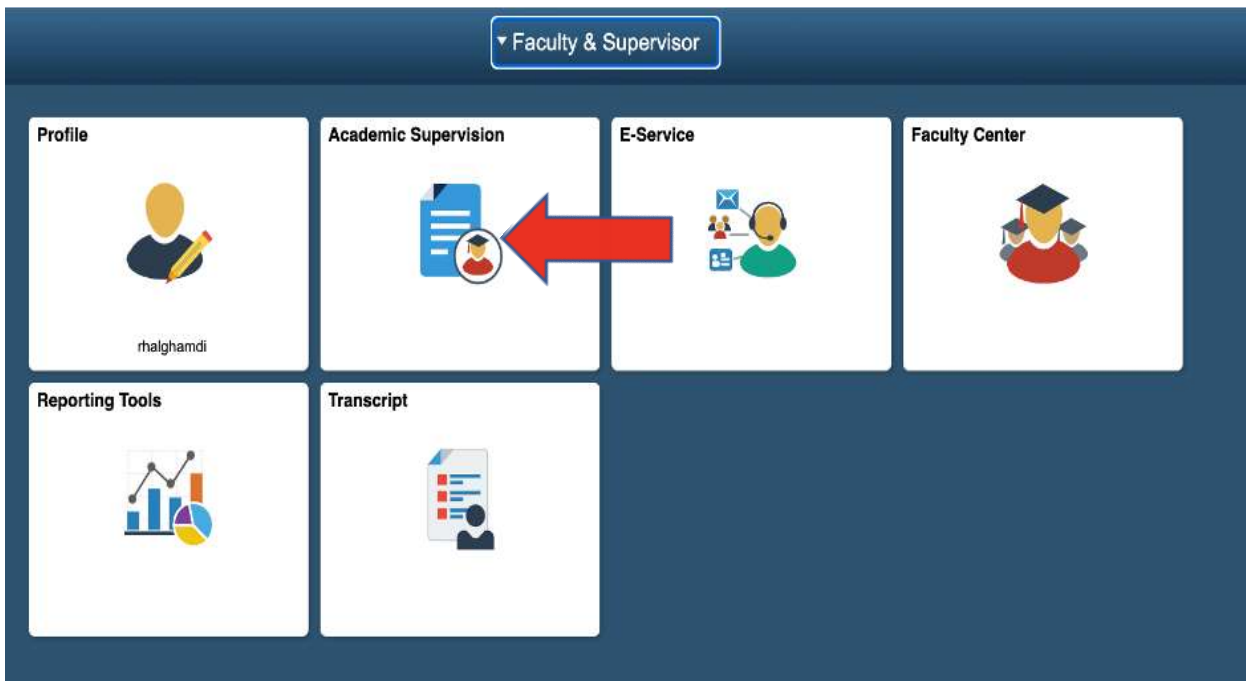 Faculty & Supervisor
Profile
Academic Supervision
E-Service
Faculty Center
rhalghamdi
Reporting Tools
Transcript